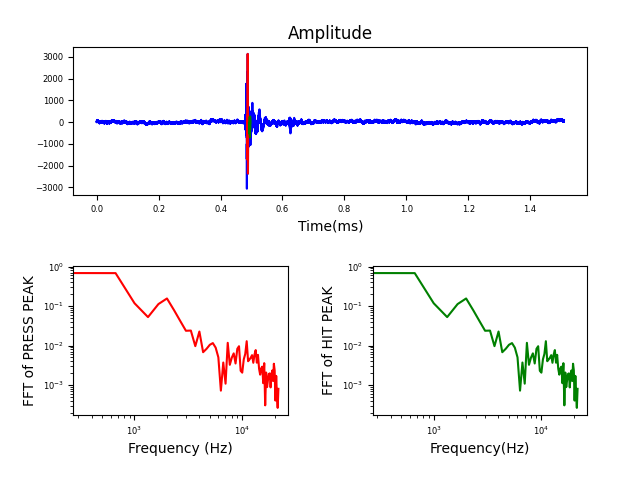 Amplitude
3000
2000
1000
0
−1000
−2000
−3000
0.0 0.2 0.4 0.6 0.8 1.0 1.2 1.4
Time(ms)
FFT of PRESS PEAK
10⁰
10⁻¹
10⁻²
10⁻³
10³ 10⁴
Frequency (Hz)
FFT of HIT PEAK
10⁰
10⁻¹
10⁻²
10⁻³
10³ 10⁴
Frequency(Hz)